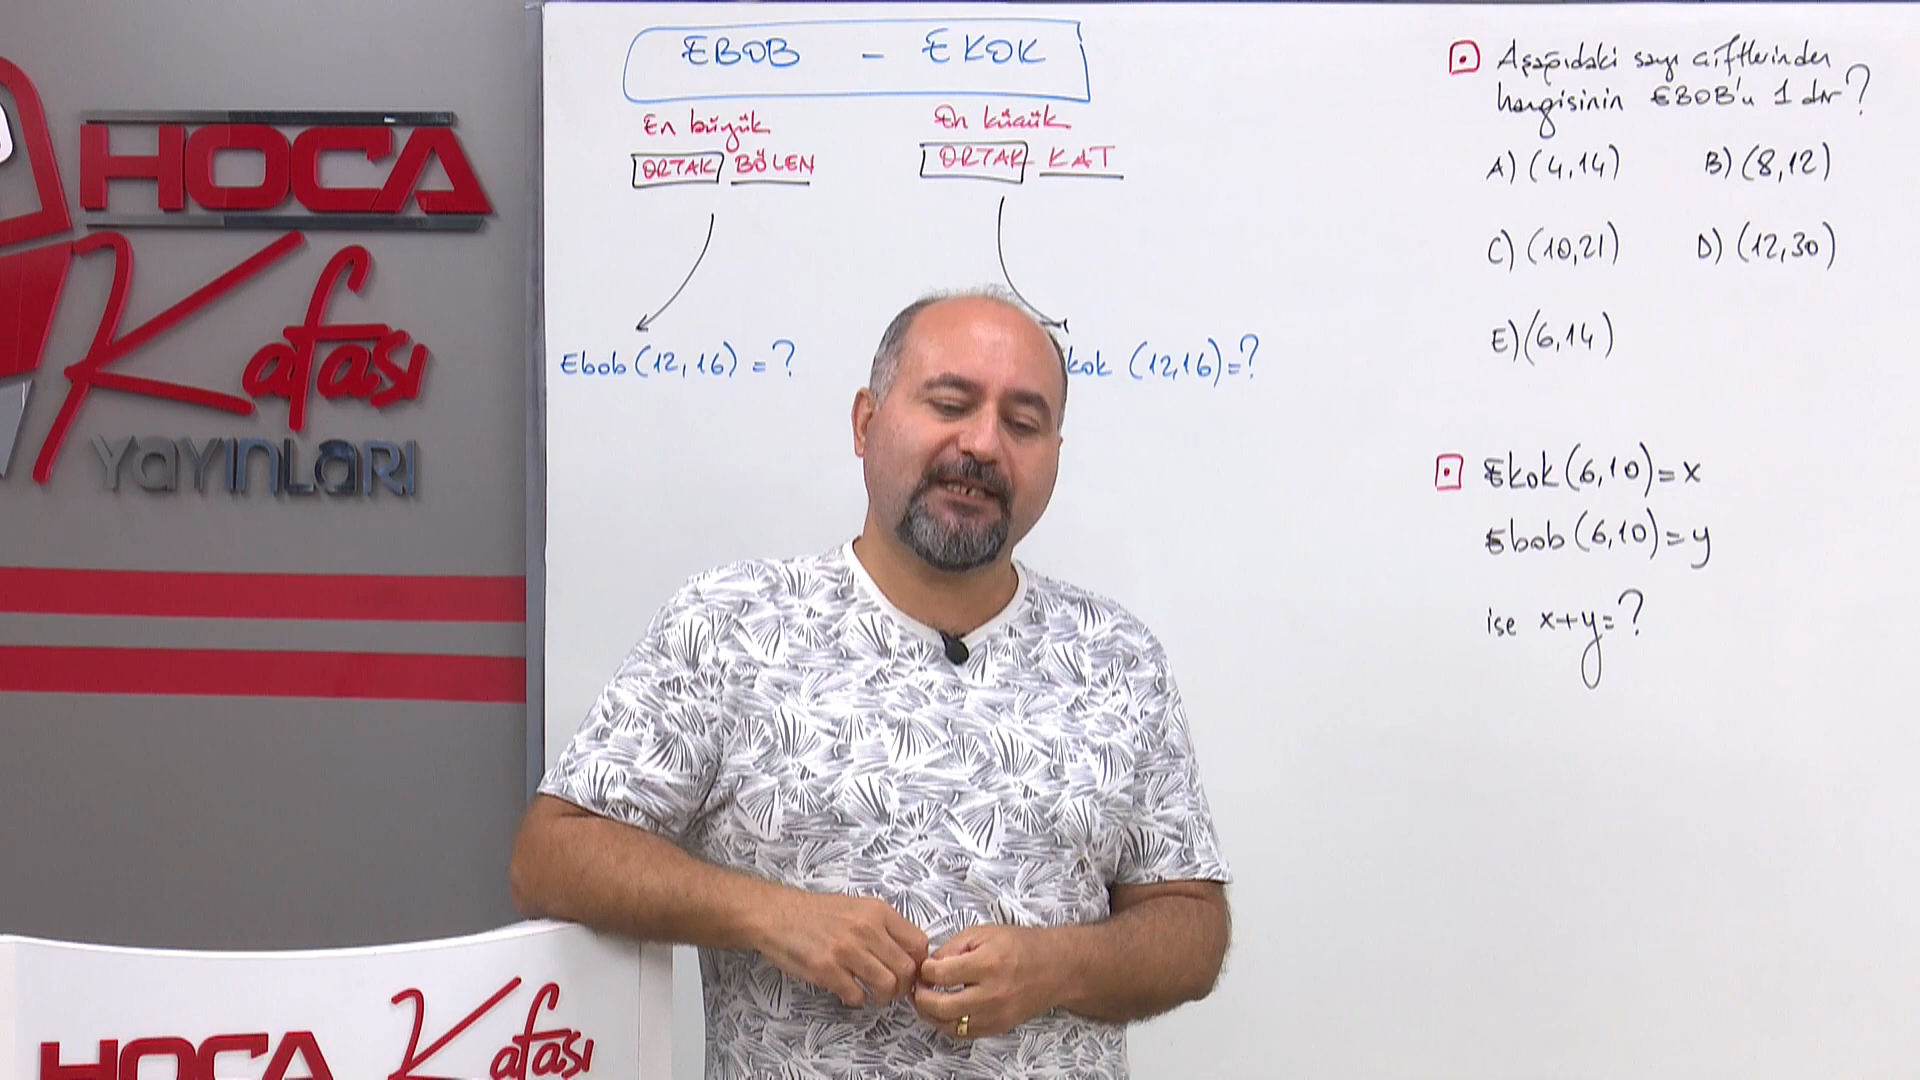 HOCA
Kafası
YAYINLARI
EBOB - EKOK
En büyük
ORTAK BÖLEN
En küçük
ORTAK KAT
Ebob (12, 16) = ?
kok (12,16)=?
Aşağıdaki sayı çiftlerinden
hangisinin EBOB'u 1 dir?
A) (4,14) B) (8,12)
C) (10,21) D) (12,30)
E) (6,14)
Ekok (6,10) = x
Ebob (6,10) = y
ise x+y=?
HOCA Kafası